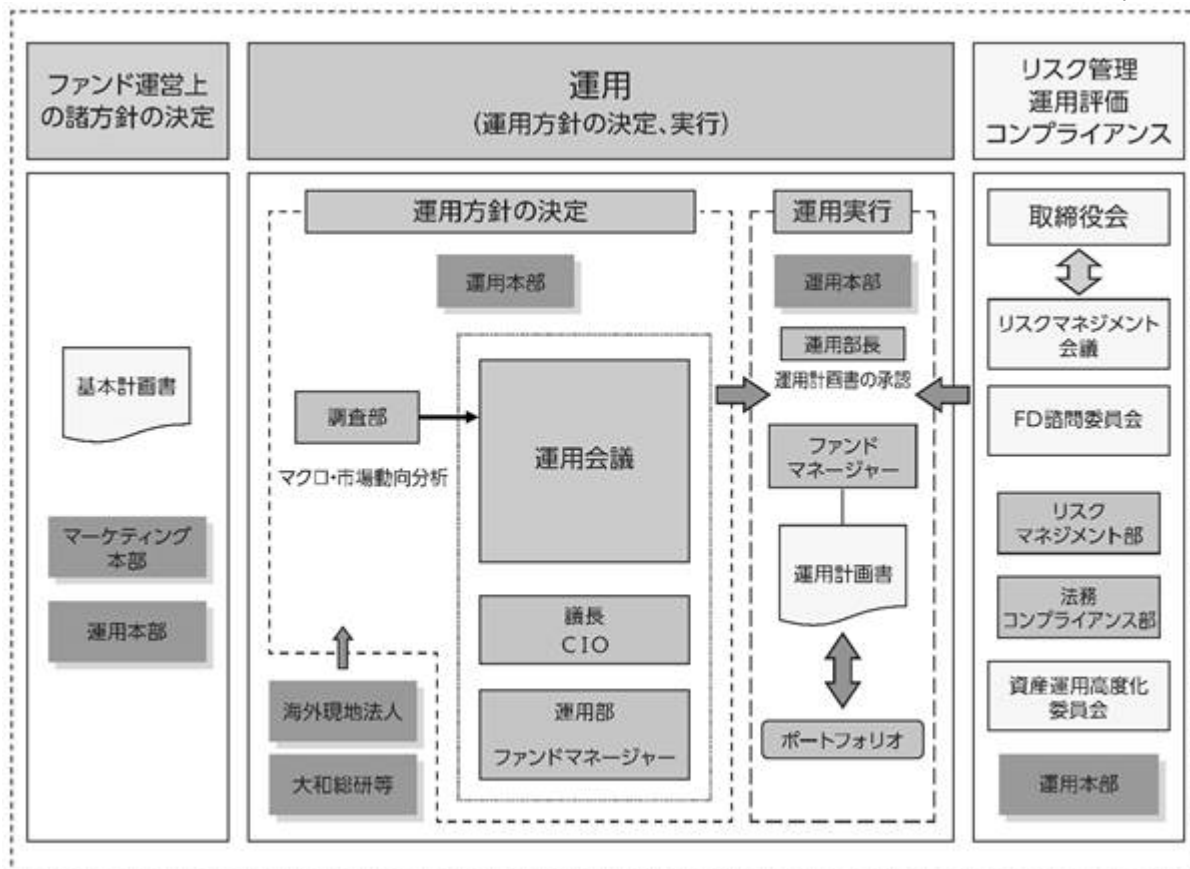 ファンド運営上
の諸方針の決定
運用
(運用方針の決定、実行)
リスク管理
運用評価
コンプライアンス
基本計画書
マーケティング
本部
運用本部
運用方針の決定
運用本部
調査部
マクロ・市場動向分析
運用会議
議長
CIO
運用部
ファンドマネージャー
海外現地法人
大和総研等
運用実行
運用本部
運用部長
運用計画書の承認
ファンド
マネージャー
運用計画書
ポートフォリオ
取締役会
リスクマネジメント
会議
FD諮問委員会
リスク
マネジメント部
法務
コンプライアンス部
資産運用高度化
委員会
運用本部